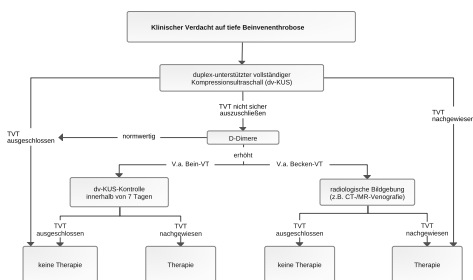 Klinischer Verdacht auf tiefe Beinvenenthrombose
duplex-unterstützter vollständiger
Kompressionsultraschall (dv-KUS)
TVT nicht sicher
auszuschließen
TVT
nachgewiesen
TVT
ausgeschlossen
normwertig
D-Dimere
erhöht
V.a. Bein-VT
V.a. Becken-VT
dv-KUS-Kontrolle
innerhalb von 7 Tagen
radiologische Bildgebung
(z.B. CT-/MR-Venografie)
TVT
ausgeschlossen
TVT
nachgewiesen
TVT
ausgeschlossen
TVT
nachgewiesen
keine Therapie
Therapie
keine Therapie
Therapie